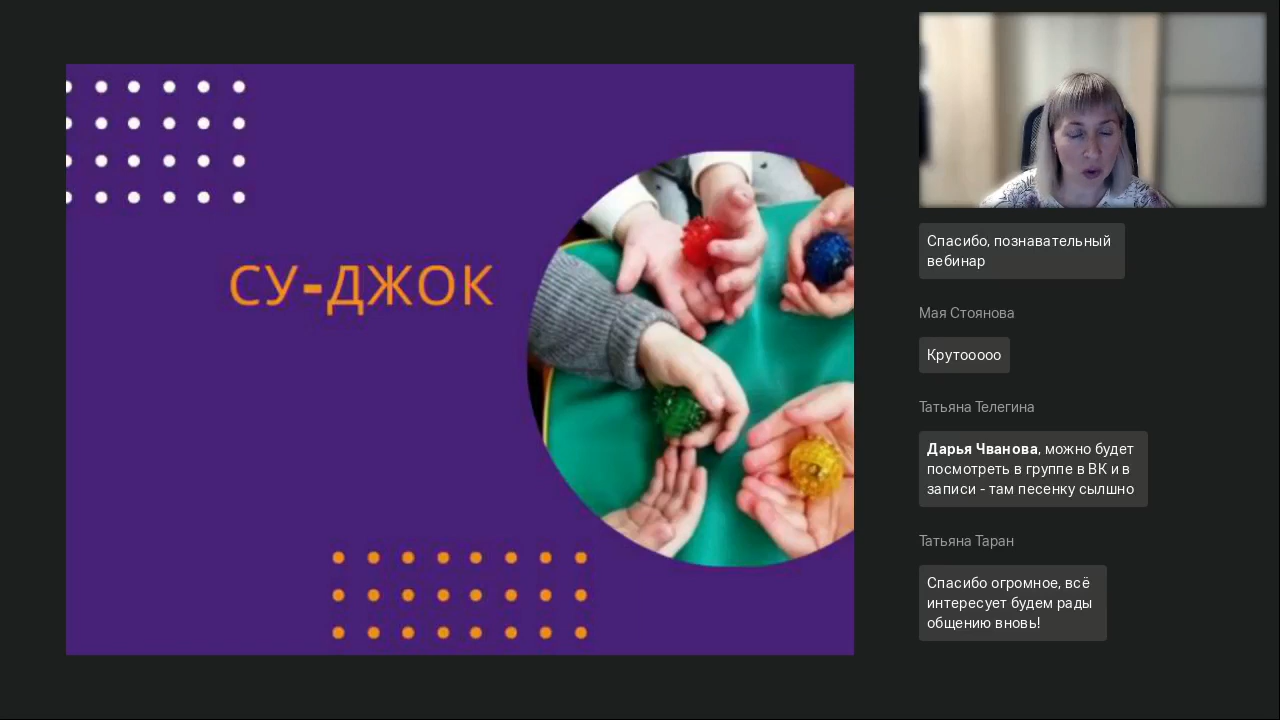 СУ-ДЖОК
Спасибо, познавательный
вебинар
Мая Стоянова
Крутооооо
Татьяна Телегина
Дарья Чванова, можно будет
посмотреть в группе в ВК и в
записи - там песенку сылшно
Татьяна Таран
Спасибо огромное, всё
интересует будем рады
общению вновь!